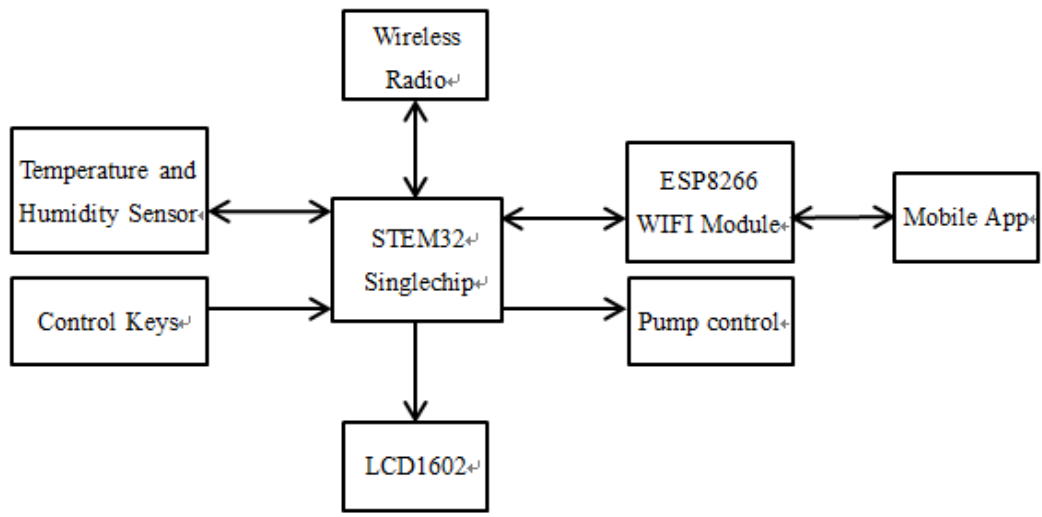 Wireless
Radio↵
Temperature and
Humidity Sensor↵
ESP8266
WIFI Module↵
Mobile App↵
STEM32↵
Singlechip↵
Control Keys↵
Pump control↵
LCD1602↵